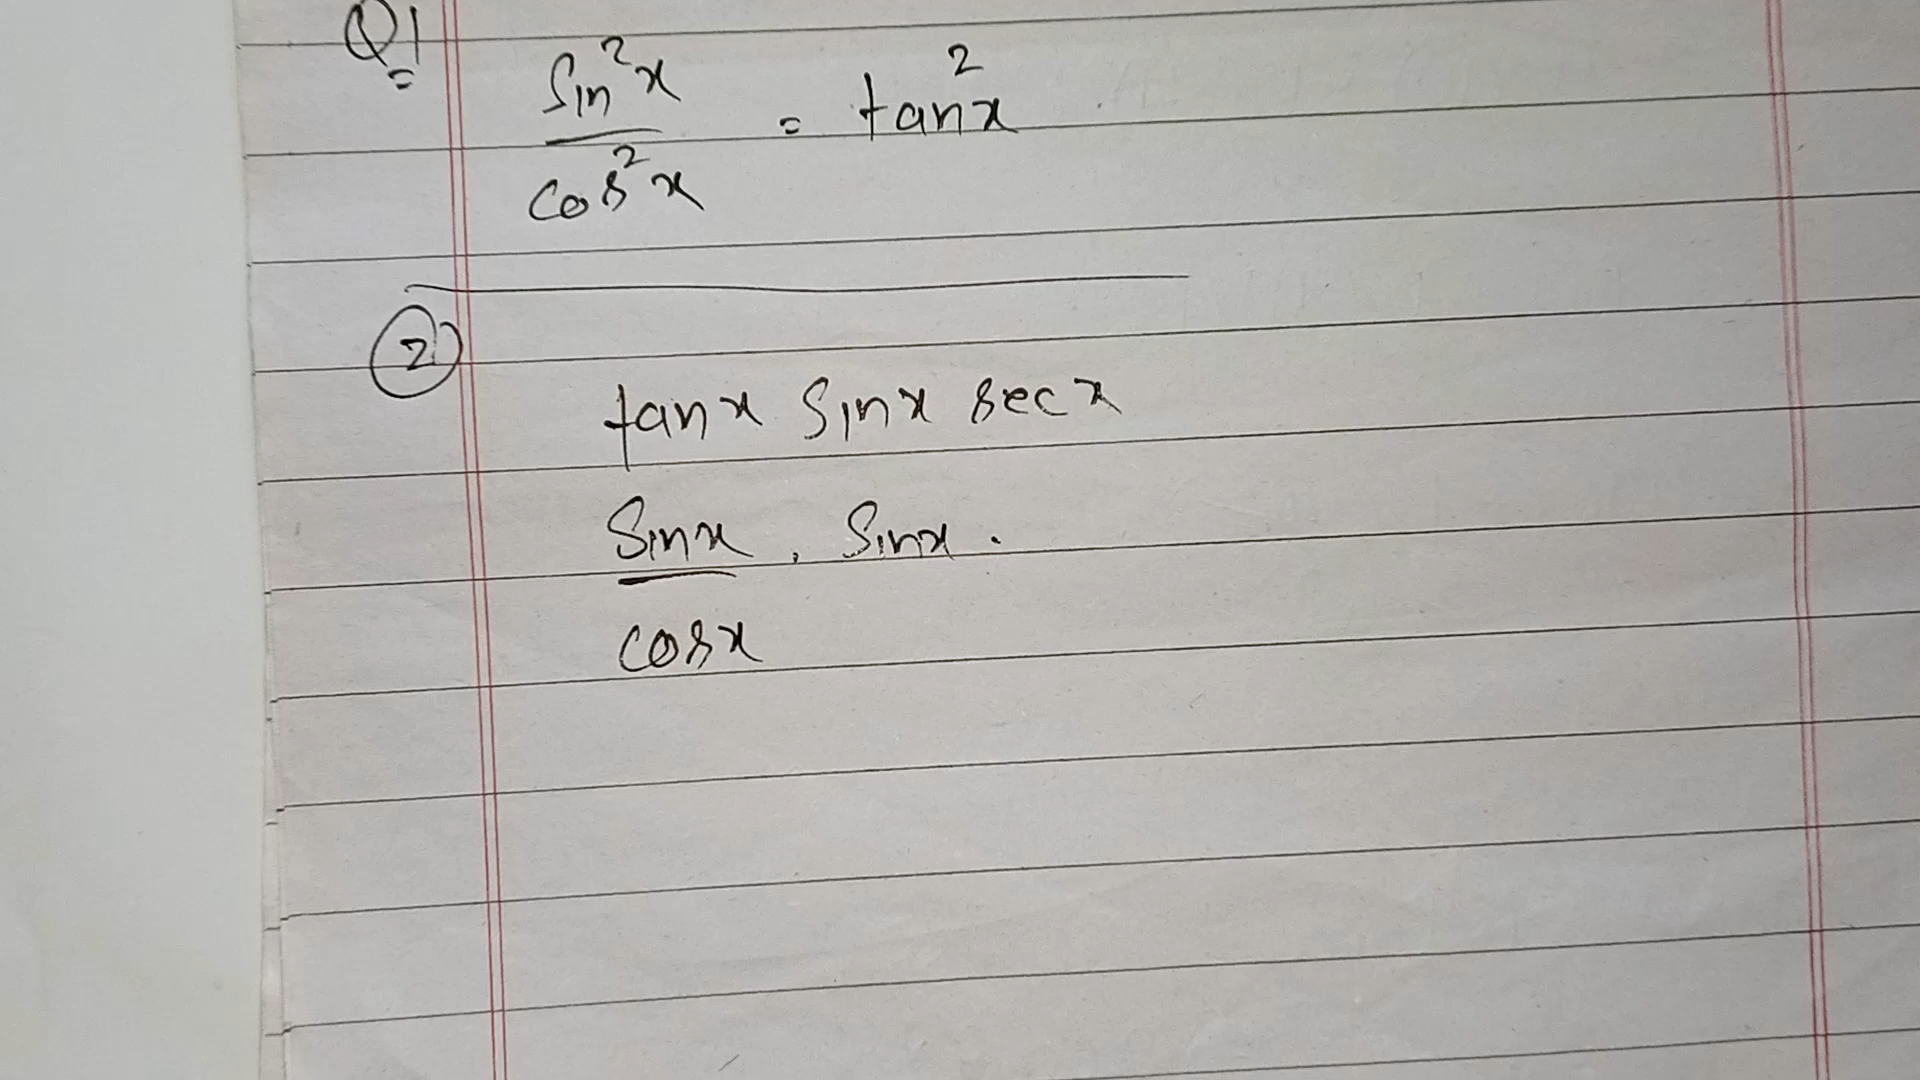 Q1
sin²x
= tan²x
cos²x
②
tanx sinx secx
sinx . sinx .
cosx